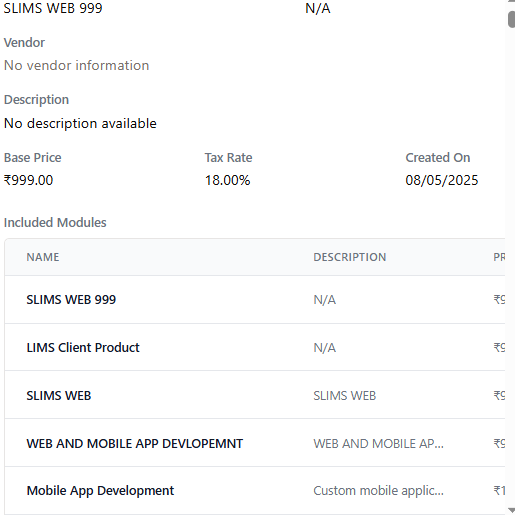 SLIMS WEB 999 N/A
Vendor
No vendor information
Description
No description available
Base Price Tax Rate Created On
₹999.00 18.00% 08/05/2025
Included Modules
NAME DESCRIPTION PR
SLIMS WEB 999 N/A ₹9
LIMS Client Product N/A ₹9
SLIMS WEB SLIMS WEB ₹9
WEB AND MOBILE APP DEVLOPEMNT WEB AND MOBILE AP... ₹9
Mobile App Development Custom mobile applic... ₹1